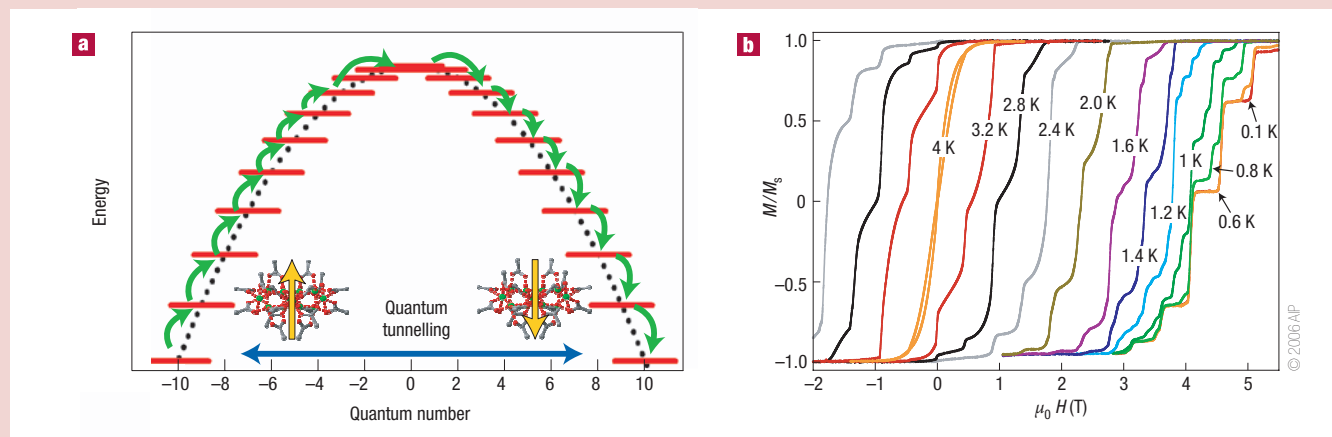 a
Energy
Quantum
tunnelling
−10 −8 −6 −4 −2 0 2 4 6 8 10
Quantum number
b
M/Ms
1.0
0.5
0
−0.5
−1.0
4 K
3.2 K
2.8 K
2.4 K
2.0 K
1.6 K
1.4 K
1.2 K
1 K
0.1 K
0.8 K
0.6 K
−2 −1 0 1 2 3 4 5
μ0 H (T)
© 2006 AIP